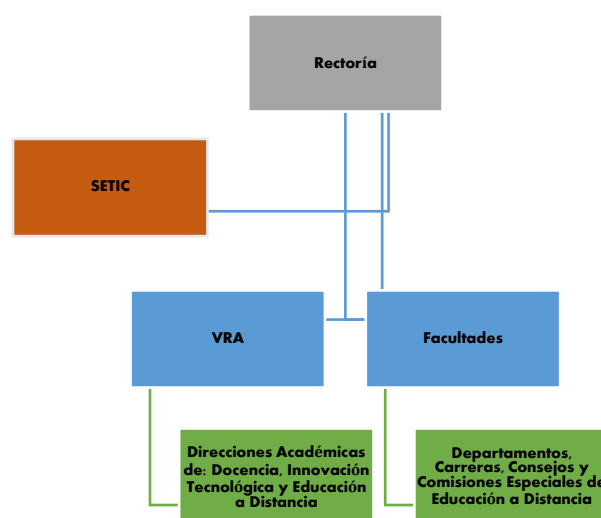 Rectoría
SETIC
VRA
Facultades
Direcciones Académicas
de: Docencia, Innovación
Tecnológica y Educación
a Distancia
Departamentos,
Carreras, Consejos y
Comisiones Especiales de
Educación a Distancia